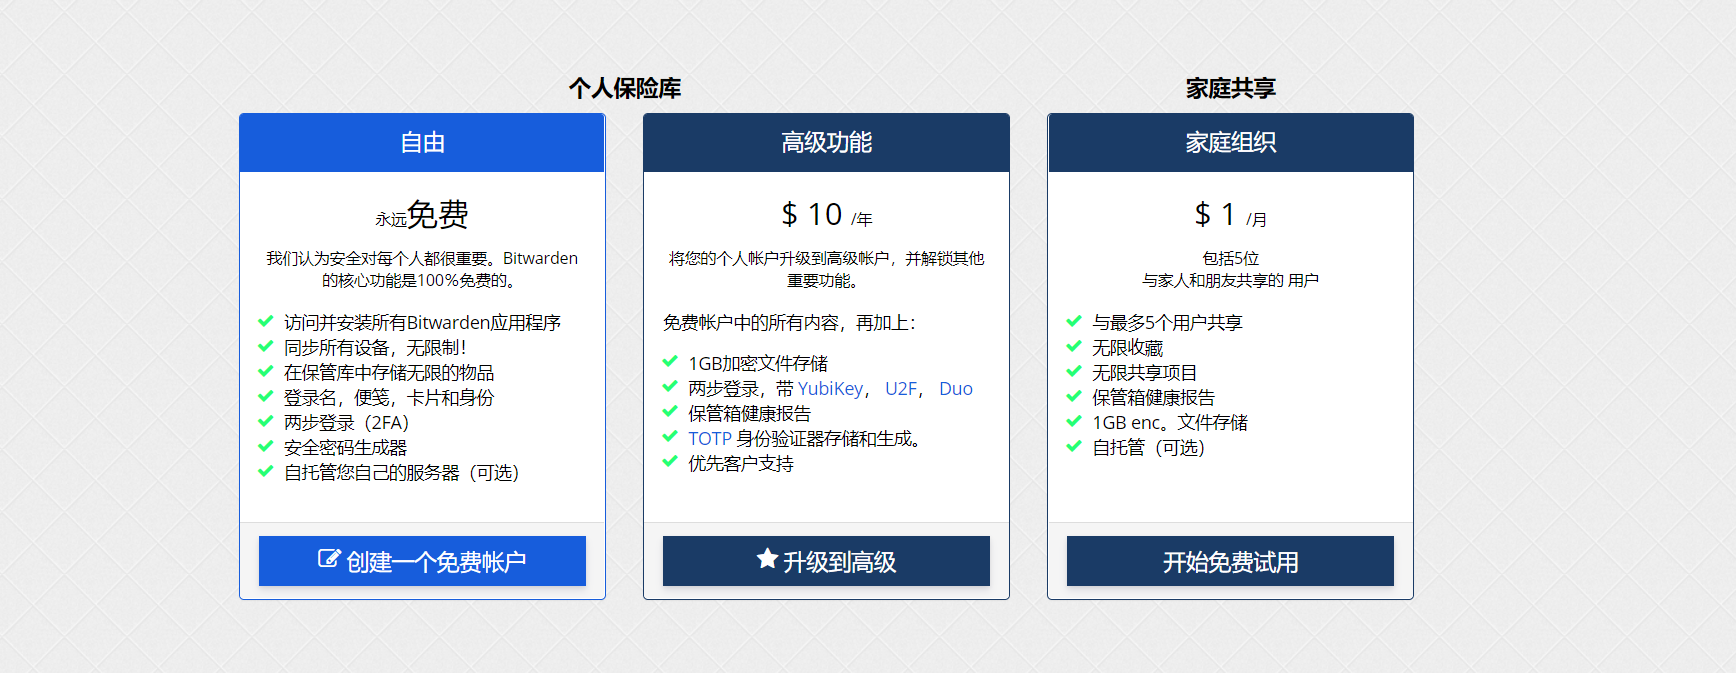 个人保险库
家庭共享
自由
永远免费
我们认为安全对每个人都很重要。Bitwarden
的核心功能是100%免费的。
访问并安装所有Bitwarden应用程序
同步所有设备，无限制！
在保管库中存储无限的物品
登录名，便笺，卡片和身份
两步登录（2FA）
安全密码生成器
自托管您自己的服务器（可选）
创建一个免费帐户
高级功能
$ 10 /年
将您的个人帐户升级到高级帐户，并解锁其他
重要功能。
免费帐户中的所有内容，再加上：
1GB加密文件存储
两步登录，带 YubiKey， U2F， Duo
保管箱健康报告
TOTP 身份验证器存储和生成。
优先客户支持
升级到高级
家庭组织
$ 1 /月
包括5位
与家人和朋友共享的 用户
与最多5个用户共享
无限收藏
无限共享项目
保管箱健康报告
1GB enc。文件存储
自托管（可选）
开始免费试用